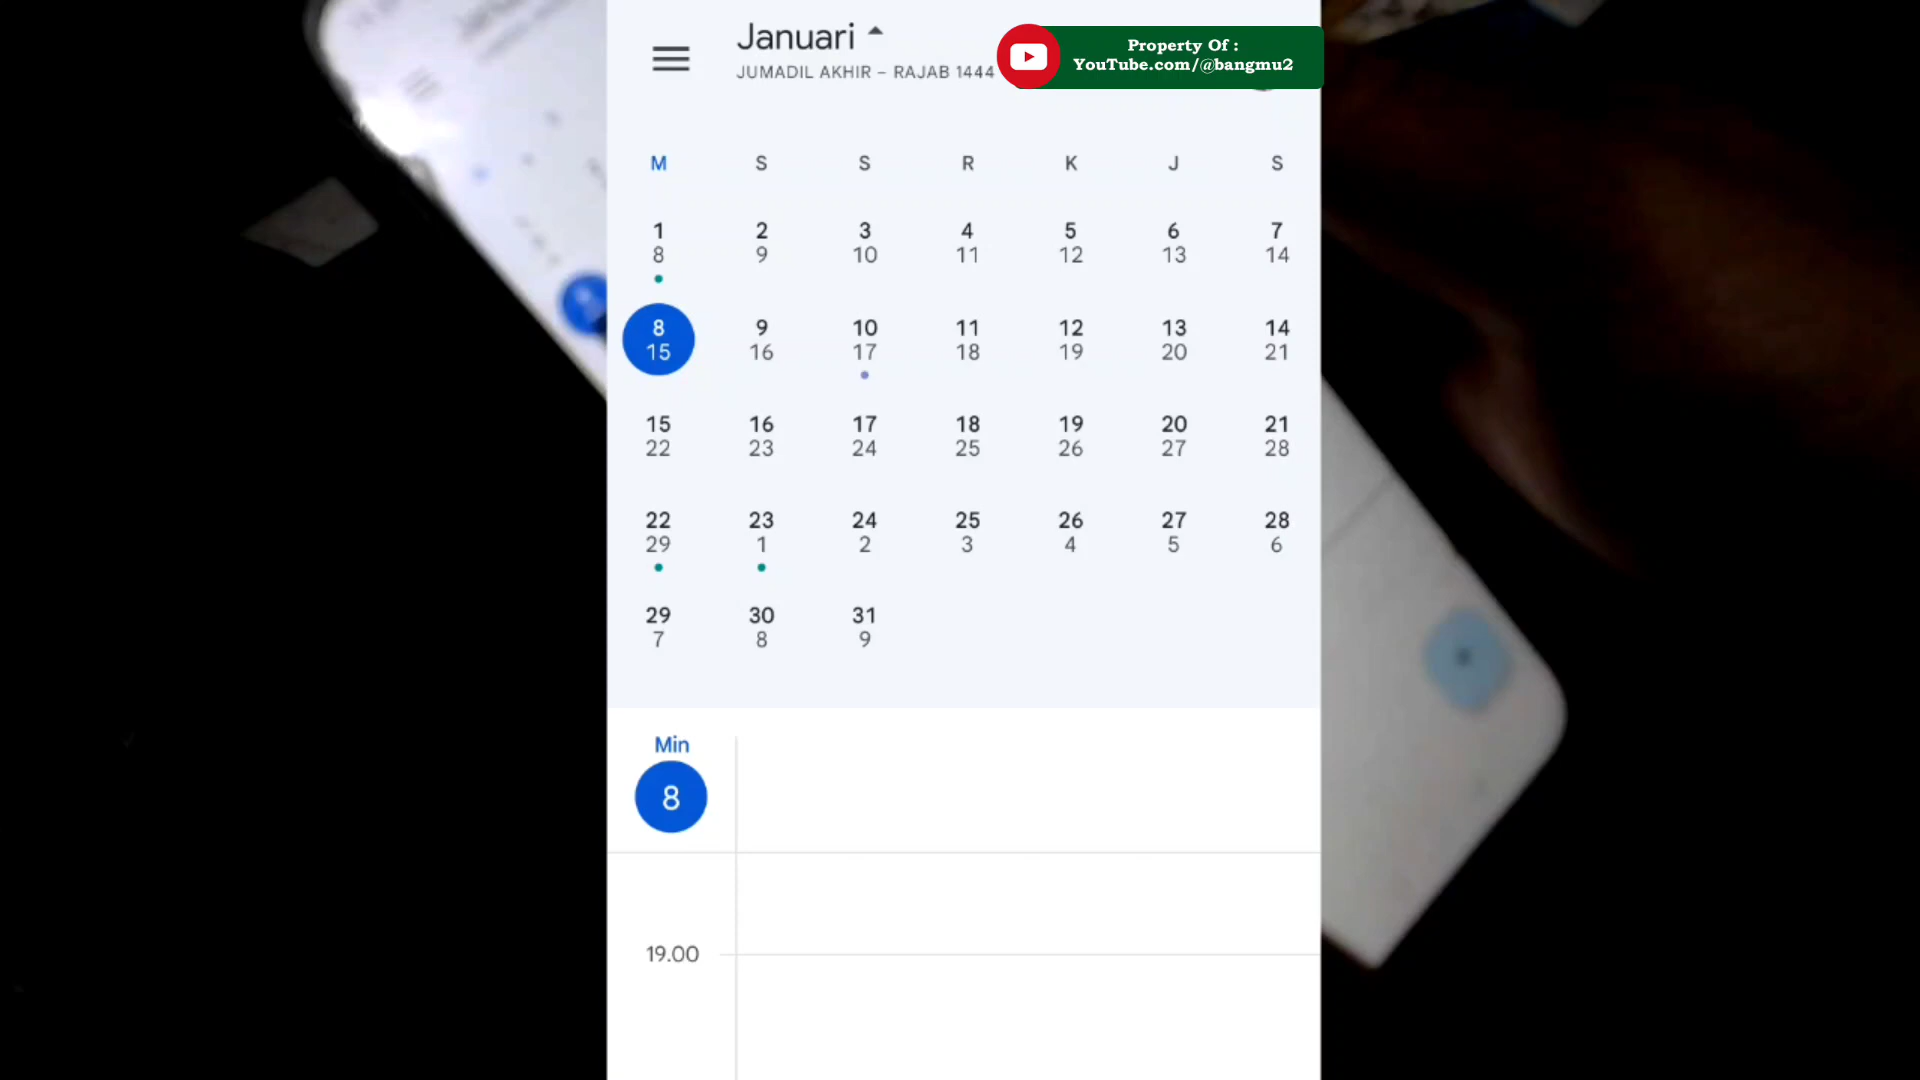 Januari
JUMADIL AKHIR – RAJAB 1444
Property Of :
YouTube.com/@bangmu2
M S S R K J S
1 2 3 4 5 6 7
8 9 10 11 12 13 14
8 9 10 11 12 13 14
15 16 17 18 19 20 21
15 16 17 18 19 20 21
22 23 24 25 26 27 28
22 23 24 25 26 27 28
29 1 2 3 4 5 6
29 30 31
7 8 9
Min
8
19.00